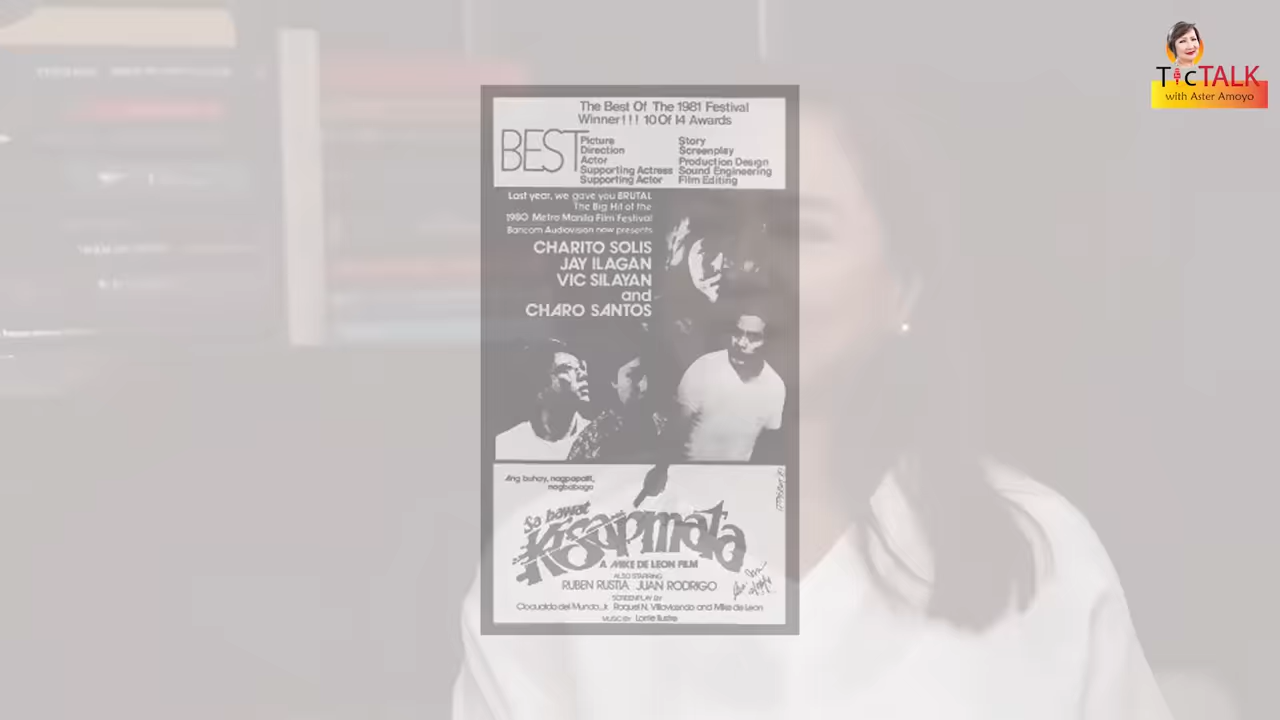 TicTALK
with Aster Amoyo
The Best Of The 1981 Festival
Winner!!! 10 Of 14 Awards
BEST
Picture
Direction
Actor
Supporting Actress
Supporting Actor
Story
Screenplay
Production Design
Sound Engineering
Film Editing
Last year, we gave you BRUTAL
The Big Hit of the
1980 Metro Manila Film Festival
Bancom Audiovision now presents
CHARITO SOLIS
JAY ILAGAN
VIC SILAYAN
and
CHARO SANTOS
Ang buhay, nagpapalit,
nagbabago
Sa bawat
Kisapmata
A MIKE DE LEON FILM
ALSO STARRING
RUBEN RUSTIA JUAN RODRIGO
SCREENPLAY BY
Clodualdo del Mundo, Jr. Raquel N. Villavicencio and Mike de Leon
MUSIC BY Lorrie Ilustre